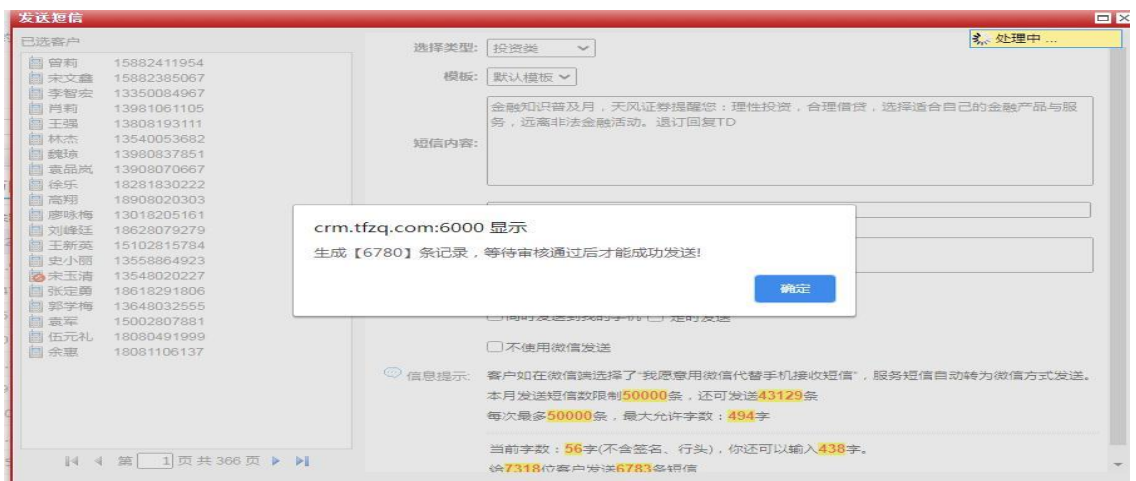 发送短信
处理中 ...
已选客户
曾莉 15882411954
宋文鑫 15882385067
李智宏 13350084967
肖莉 13981061105
王强 13808193111
林杰 13540053682
魏琼 13980837851
袁品岚 13908070667
徐乐 18281830222
高翔 18908020303
廖咏梅 13018205161
刘峰廷 18628079279
王新英 15102815784
史小丽 13558864923
宋玉清 13548020227
张定勇 18618291806
郭学梅 13648032555
袁军 15002807881
伍元礼 18080491999
余惠 18081106137
第 1 页 共 366 页
选择类型: 投资类
模板: 默认模板
短信内容:
金融知识普及月，天风证券提醒您：理性投资，合理借贷，选择适合自己的金融产品与服
务，远离非法金融活动。退订回复TD
crm.tfzq.com:6000 显示
生成【6780】条记录，等待审核通过后才能成功发送!
确定
同时发送到我的手机 定时发送
不使用微信发送
信息提示: 客户如在微信端选择了“我愿意用微信代替手机接收短信”，服务短信自动转为微信方式发送。
本月发送短信数限制50000条，还可发送43129条
每次最多50000条，最大允许字数：494字
当前字数：56字(不含签名、行头)，你还可以输入438字。
给7318位客户发送6783条短信